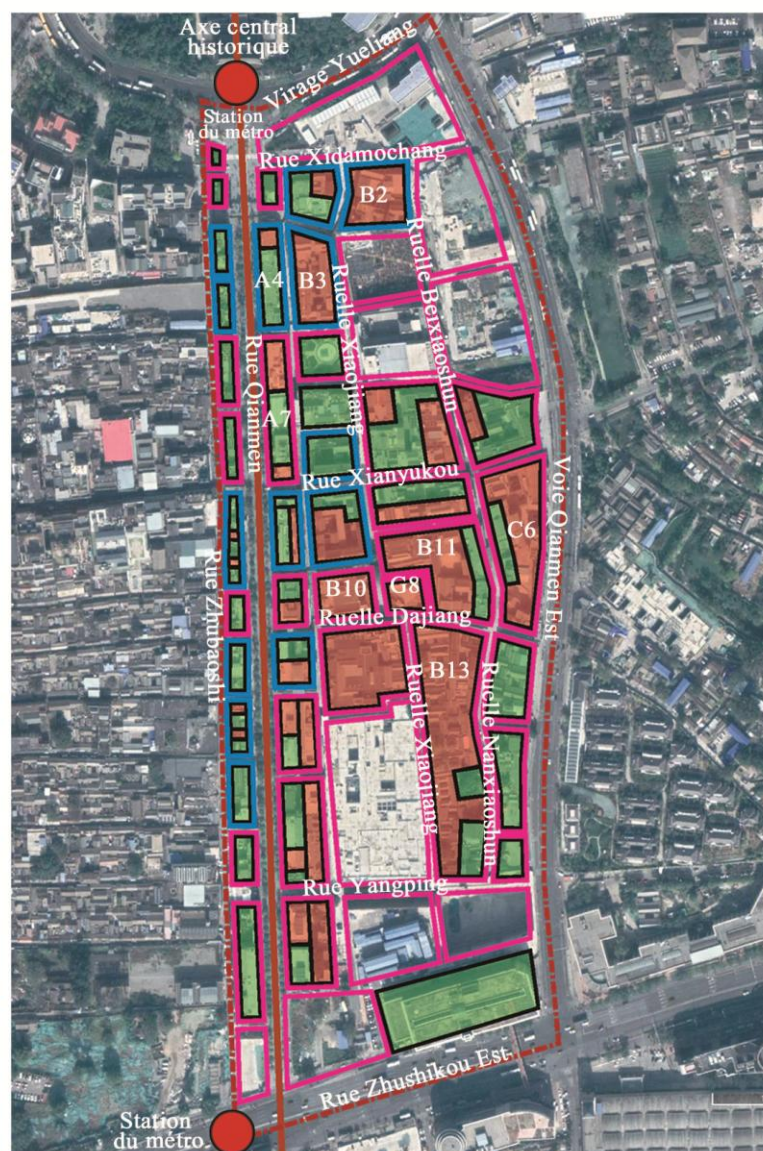 Axe central
historique
Virage Yueliang
Station
du métro
Rue Xidamochang
B2
Ruelle Beixiaoshun
A4
B3
Ruelle Xiaojiang
Rue Qianmen
A7
Rue Xianyukou
Voie Qianmen Est
C6
B11
Rue Zhubaoshi
B10
G8
Ruelle Dajiang
B13
Ruelle Xiaojiang
Ruelle Nanxiaoshun
Rue Yangping
Rue Zhushikou Est
Station
du métro